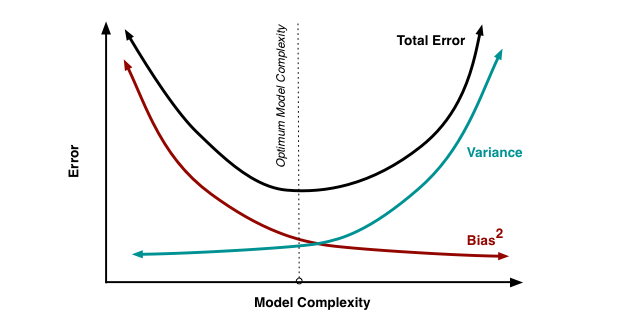 Total Error
Optimum Model Complexity
Variance
Error
Bias²
Model Complexity